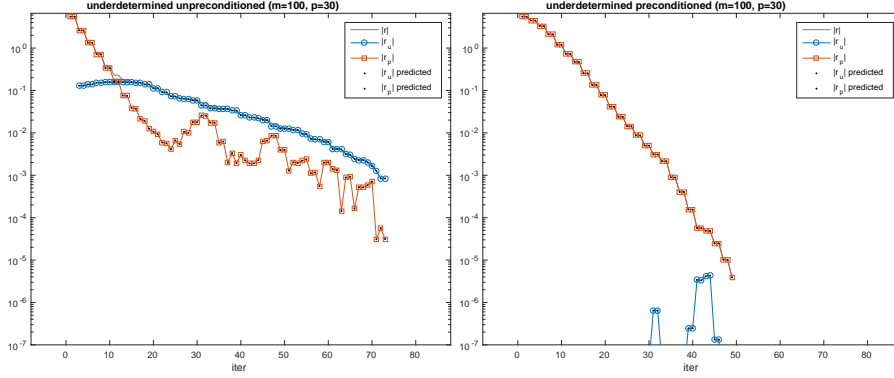 underdetermined unpreconditioned (m=100, p=30)
|r|
|r_u|
|r_p|
|r_u| predicted
|r_p| predicted
10^0
10^-1
10^-2
10^-3
10^-4
10^-5
10^-6
10^-7
0 10 20 30 40 50 60 70 80
iter
underdetermined preconditioned (m=100, p=30)
|r|
|r_u|
|r_p|
|r_u| predicted
|r_p| predicted
10^0
10^-1
10^-2
10^-3
10^-4
10^-5
10^-6
10^-7
0 10 20 30 40 50 60 70 80
iter